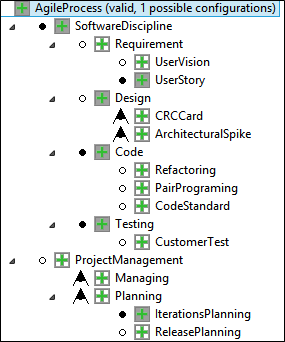 AgileProcess (valid, 1 possible configurations)
SoftwareDiscipline
Requirement
UserVision
UserStory
Design
CRCCard
ArchitecturalSpike
Code
Refactoring
PairPrograming
CodeStandard
Testing
CustomerTest
ProjectManagement
Managing
Planning
IterationsPlanning
ReleasePlanning